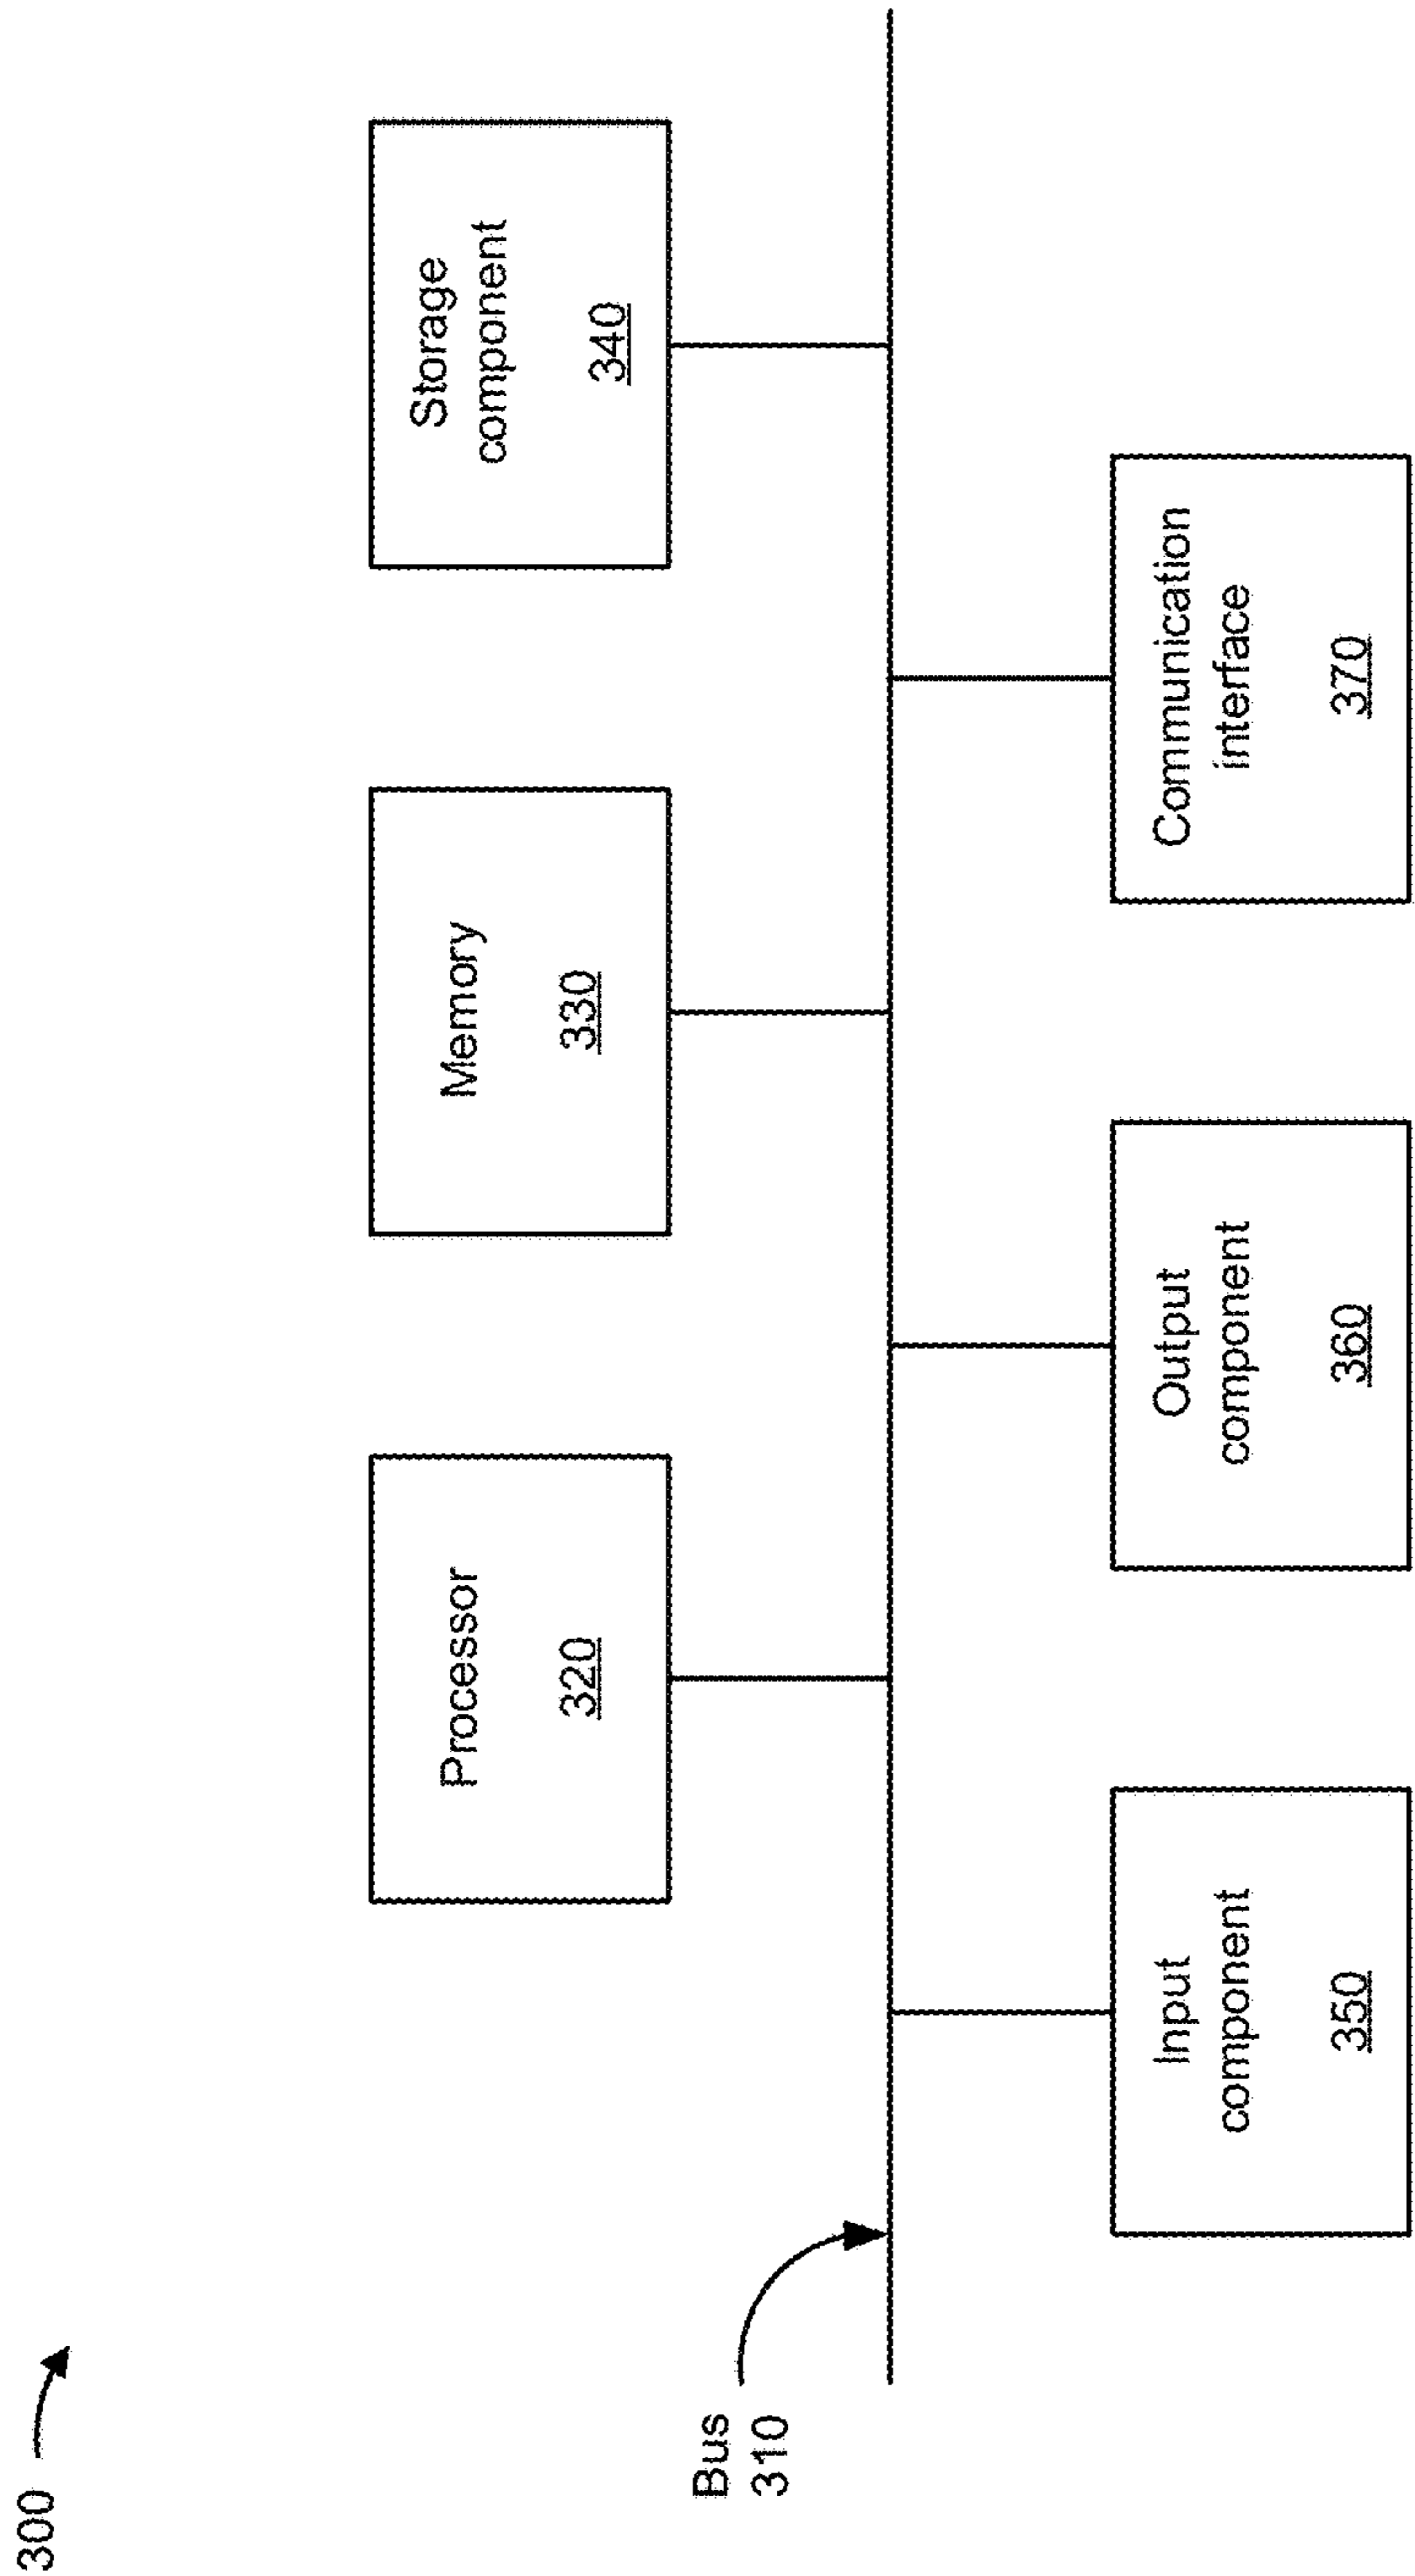 300
Processor
320
Memory
330
Storage
component
340
Bus
310
Input
component
350
Output
component
360
Communication
interface
370